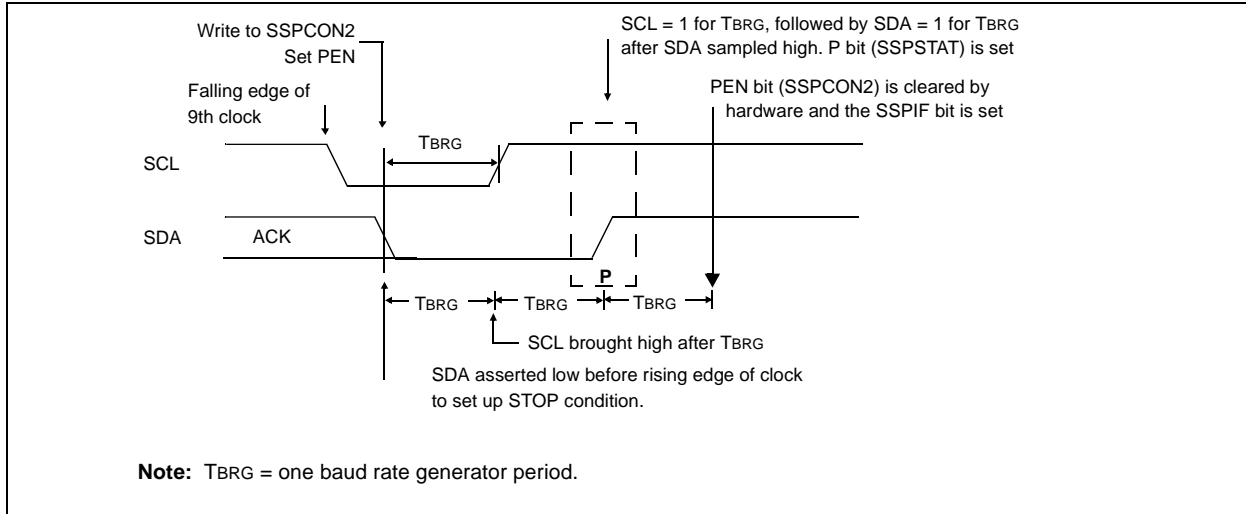 Write to SSPCON2
Set PEN
SCL = 1 for TBRG, followed by SDA = 1 for TBRG
after SDA sampled high. P bit (SSPSTAT) is set
Falling edge of
9th clock
PEN bit (SSPCON2) is cleared by
hardware and the SSPIF bit is set
TBRG
SCL
SDA
ACK
P
TBRG
TBRG
TBRG
SCL brought high after TBRG
SDA asserted low before rising edge of clock
to set up STOP condition.
Note: TBRG = one baud rate generator period.